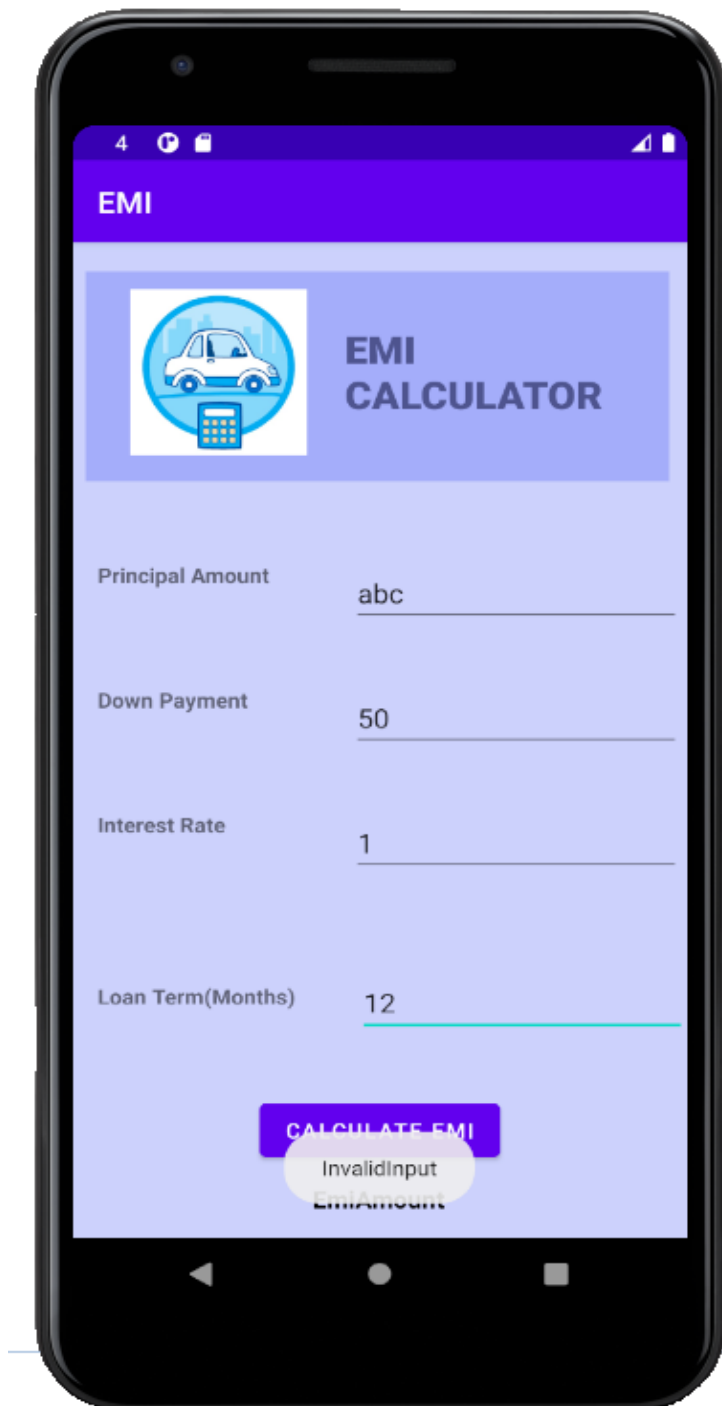 4
EMI
EMI
CALCULATOR
Principal Amount
abc
Down Payment
50
Interest Rate
1
Loan Term(Months)
12
CALCULATE EMI
InvalidInput
EmiAmount